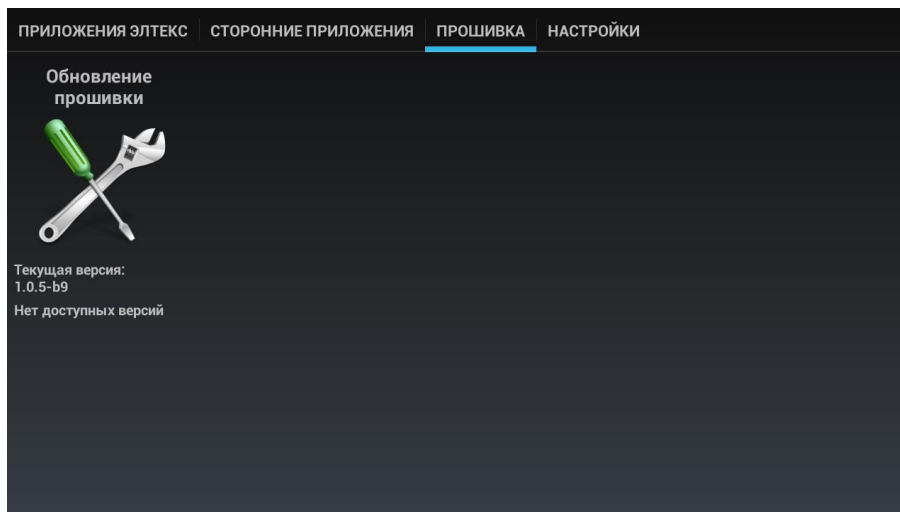 ПРИЛОЖЕНИЯ ЭЛТЕКС СТОРОННИЕ ПРИЛОЖЕНИЯ ПРОШИВКА НАСТРОЙКИ
Обновление
прошивки
Текущая версия:
1.0.5-b9
Нет доступных версий